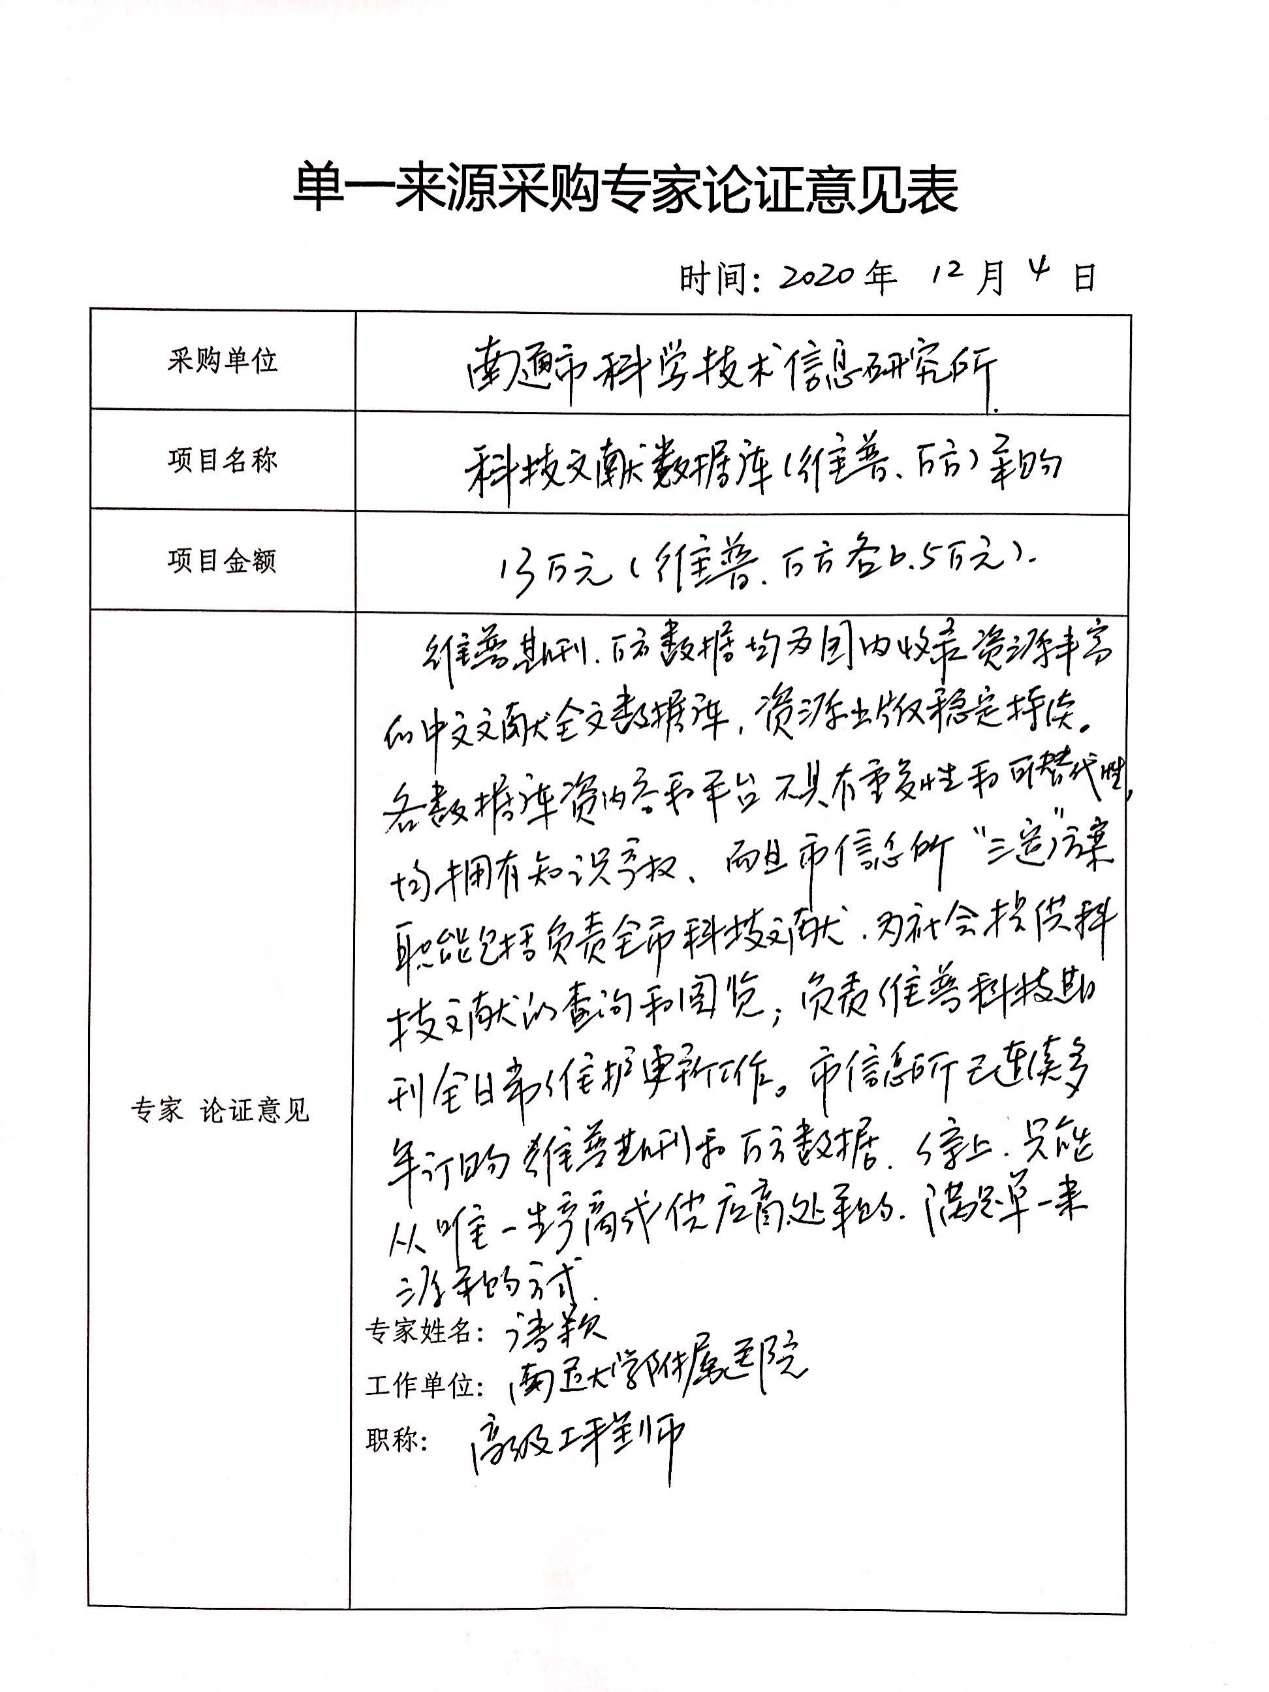 单一来源采购专家论证意见表
时间：2020年 12月 4日
采购单位
南通市科学技术信息研究所.
项目名称
科技文献数据库(维普、万方)采购
项目金额
13万元(维普、万方各6.5万元).
专家 论证意见
维普期刊、万方数据均为国内收录资源丰富
的中文文献全文数据库，资源出版稳定持续。
各数据库资内容和平台不具有重复性和可替代性，
均拥有知识产权、而且市信息所“三定”方案
职能包括负责全市科技文献、为社会提供科
技文献的查询和阅览；负责维普科技期
刊全日常维护更新工作。市信息所已连续多
年订购维普期刊和万方数据、综上、只能
从唯一生产商或供应商处采购、满足单一来
源采购方式.
专家姓名：颖
工作单位：南通大学附属医院
职称：高级工程师